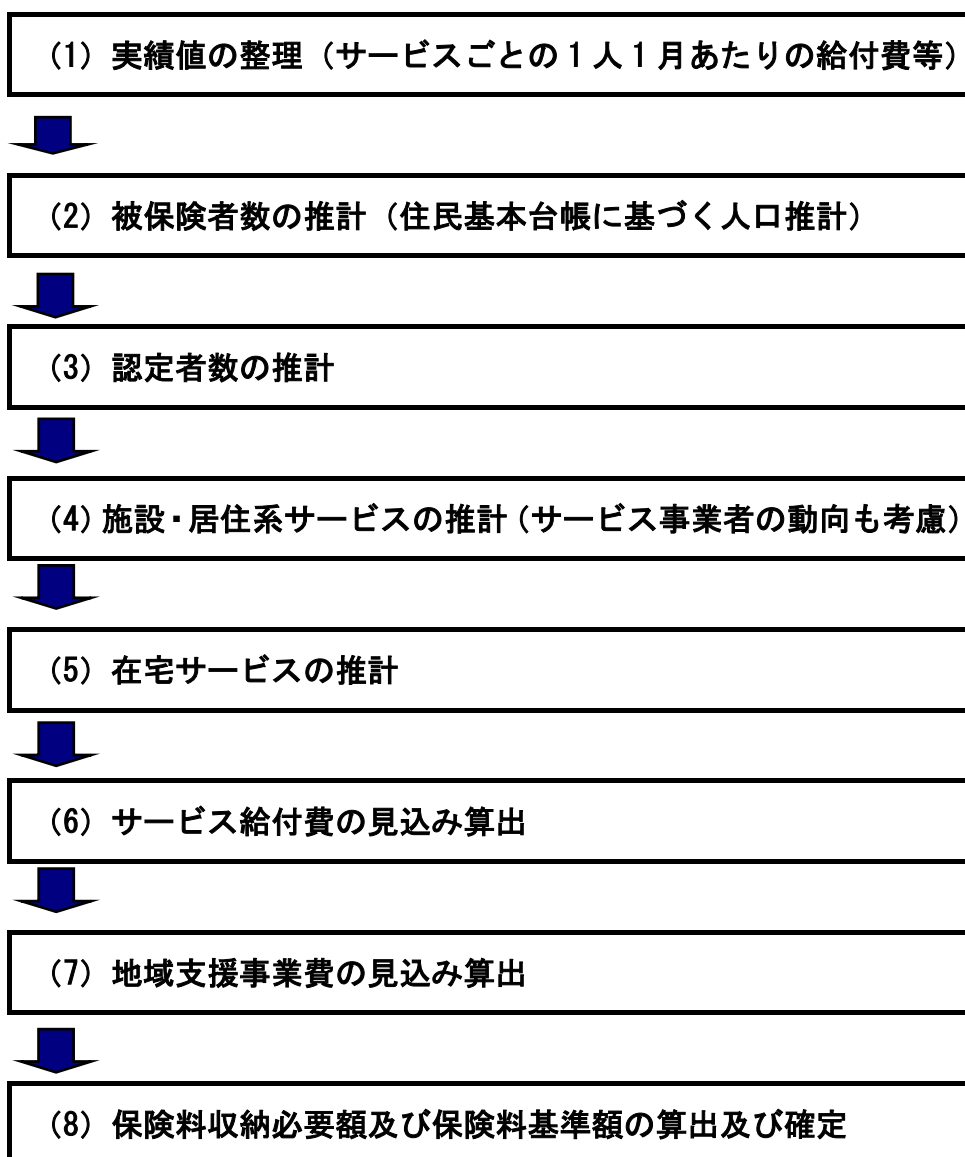 (1) 実績値の整理（サービスごとの１人１月あたりの給付費等）
(2) 被保険者数の推計（住民基本台帳に基づく人口推計）
(3) 認定者数の推計
(4) 施設・居住系サービスの推計（サービス事業者の動向も考慮）
(5) 在宅サービスの推計
(6) サービス給付費の見込み算出
(7) 地域支援事業費の見込み算出
(8) 保険料収納必要額及び保険料基準額の算出及び確定